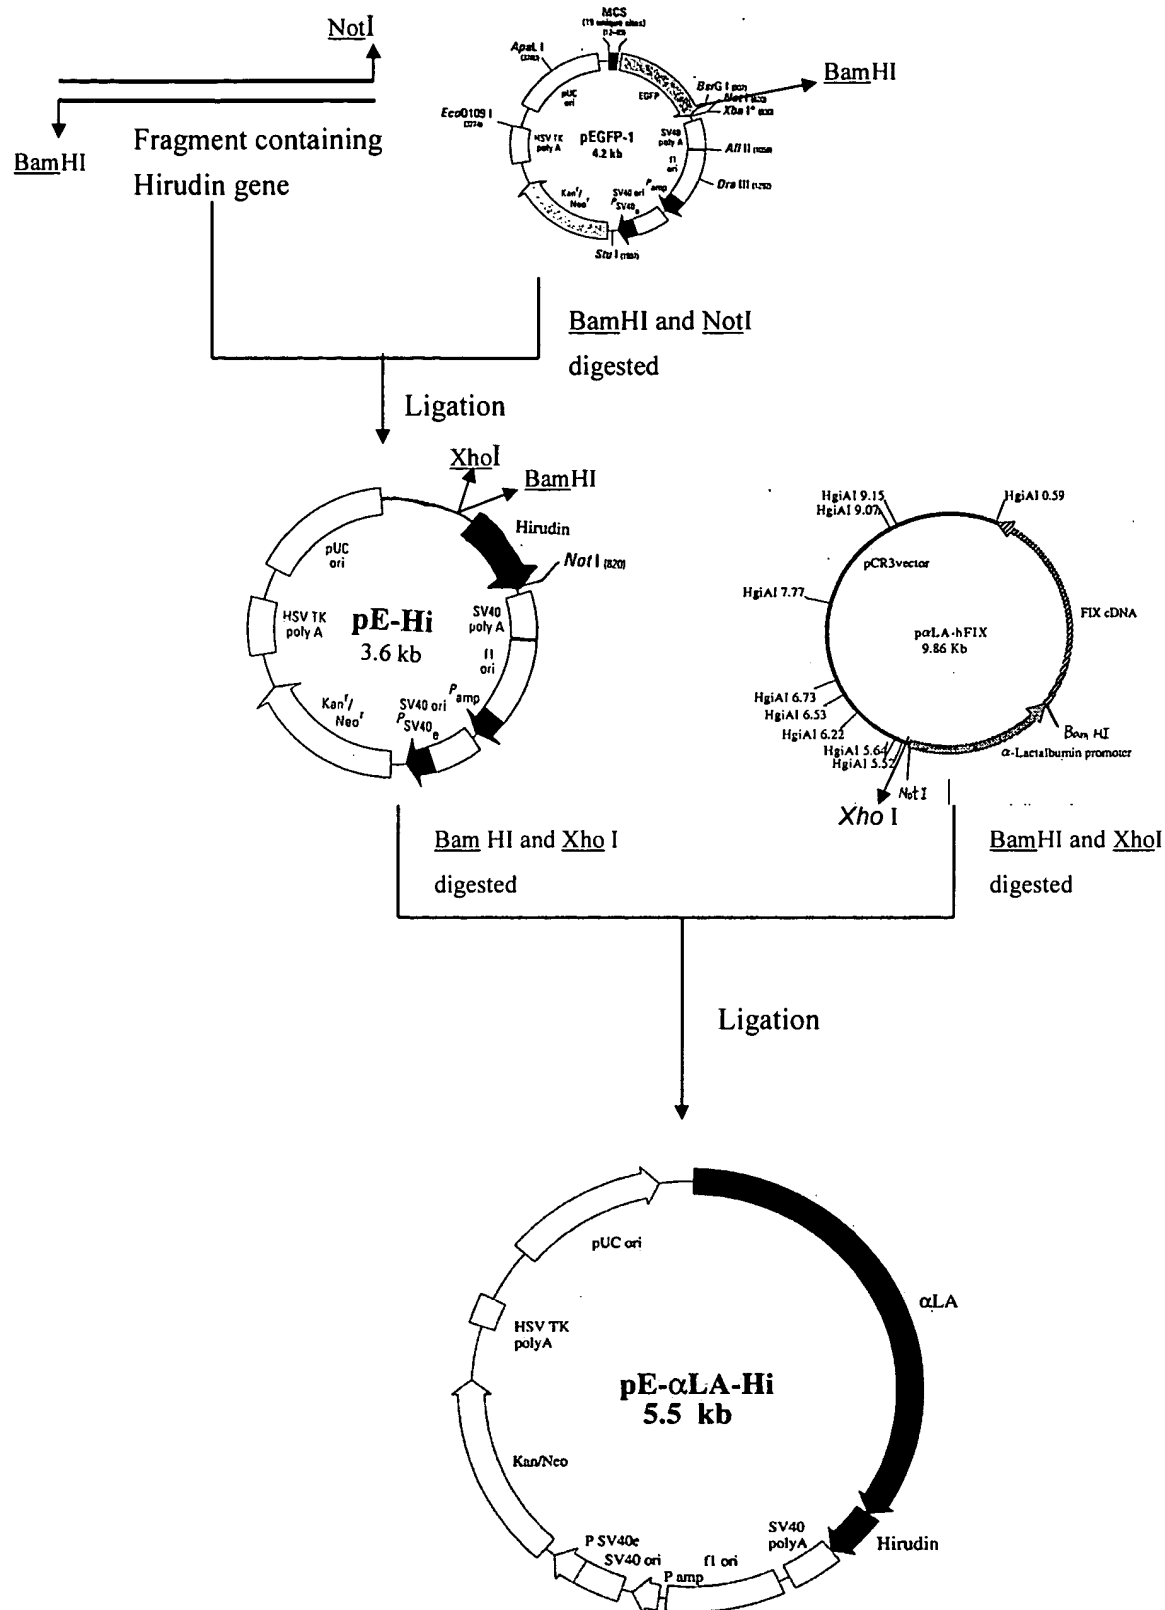 NotI
BamHI
Fragment containing
Hirudin gene
MCS
ApaL I
BsrG I
Not I
Xba I*
BamHI
EGFP
pUC
ori
EcoO109 I
HSV TK
poly A
pEGFP-1
4.2 kb
SV40
poly A
f1
ori
Afl II
Dra III
Pamp
SV40 ori
PSV40e
Kanr/
Neor
Stu I
BamHI and NotI
digested
Ligation
XhoI
BamHI
Hirudin
Not I (820)
pUC
ori
HSV TK
poly A
pE-Hi
3.6 kb
SV40
poly A
f1
ori
Pamp
SV40 ori
PSV40e
Kanr/
Neor
HgiAI 9.15
HgiAI 9.07
HgiAI 0.59
pCR3vector
HgiAI 7.77
FIX cDNA
pαLA-hFIX
9.86 Kb
HgiAI 6.73
HgiAI 6.53
HgiAI 6.22
HgiAI 5.64
HgiAI 5.52
Bam HI
α-Lactalbumin promoter
Not I
Xho I
Bam HI and Xho I
digested
BamHI and XhoI
digested
Ligation
pUC ori
αLA
HSV TK
polyA
pE-αLA-Hi
5.5 kb
Kan/Neo
SV40
polyA
Hirudin
P SV40e
SV40 ori
P amp
f1 ori